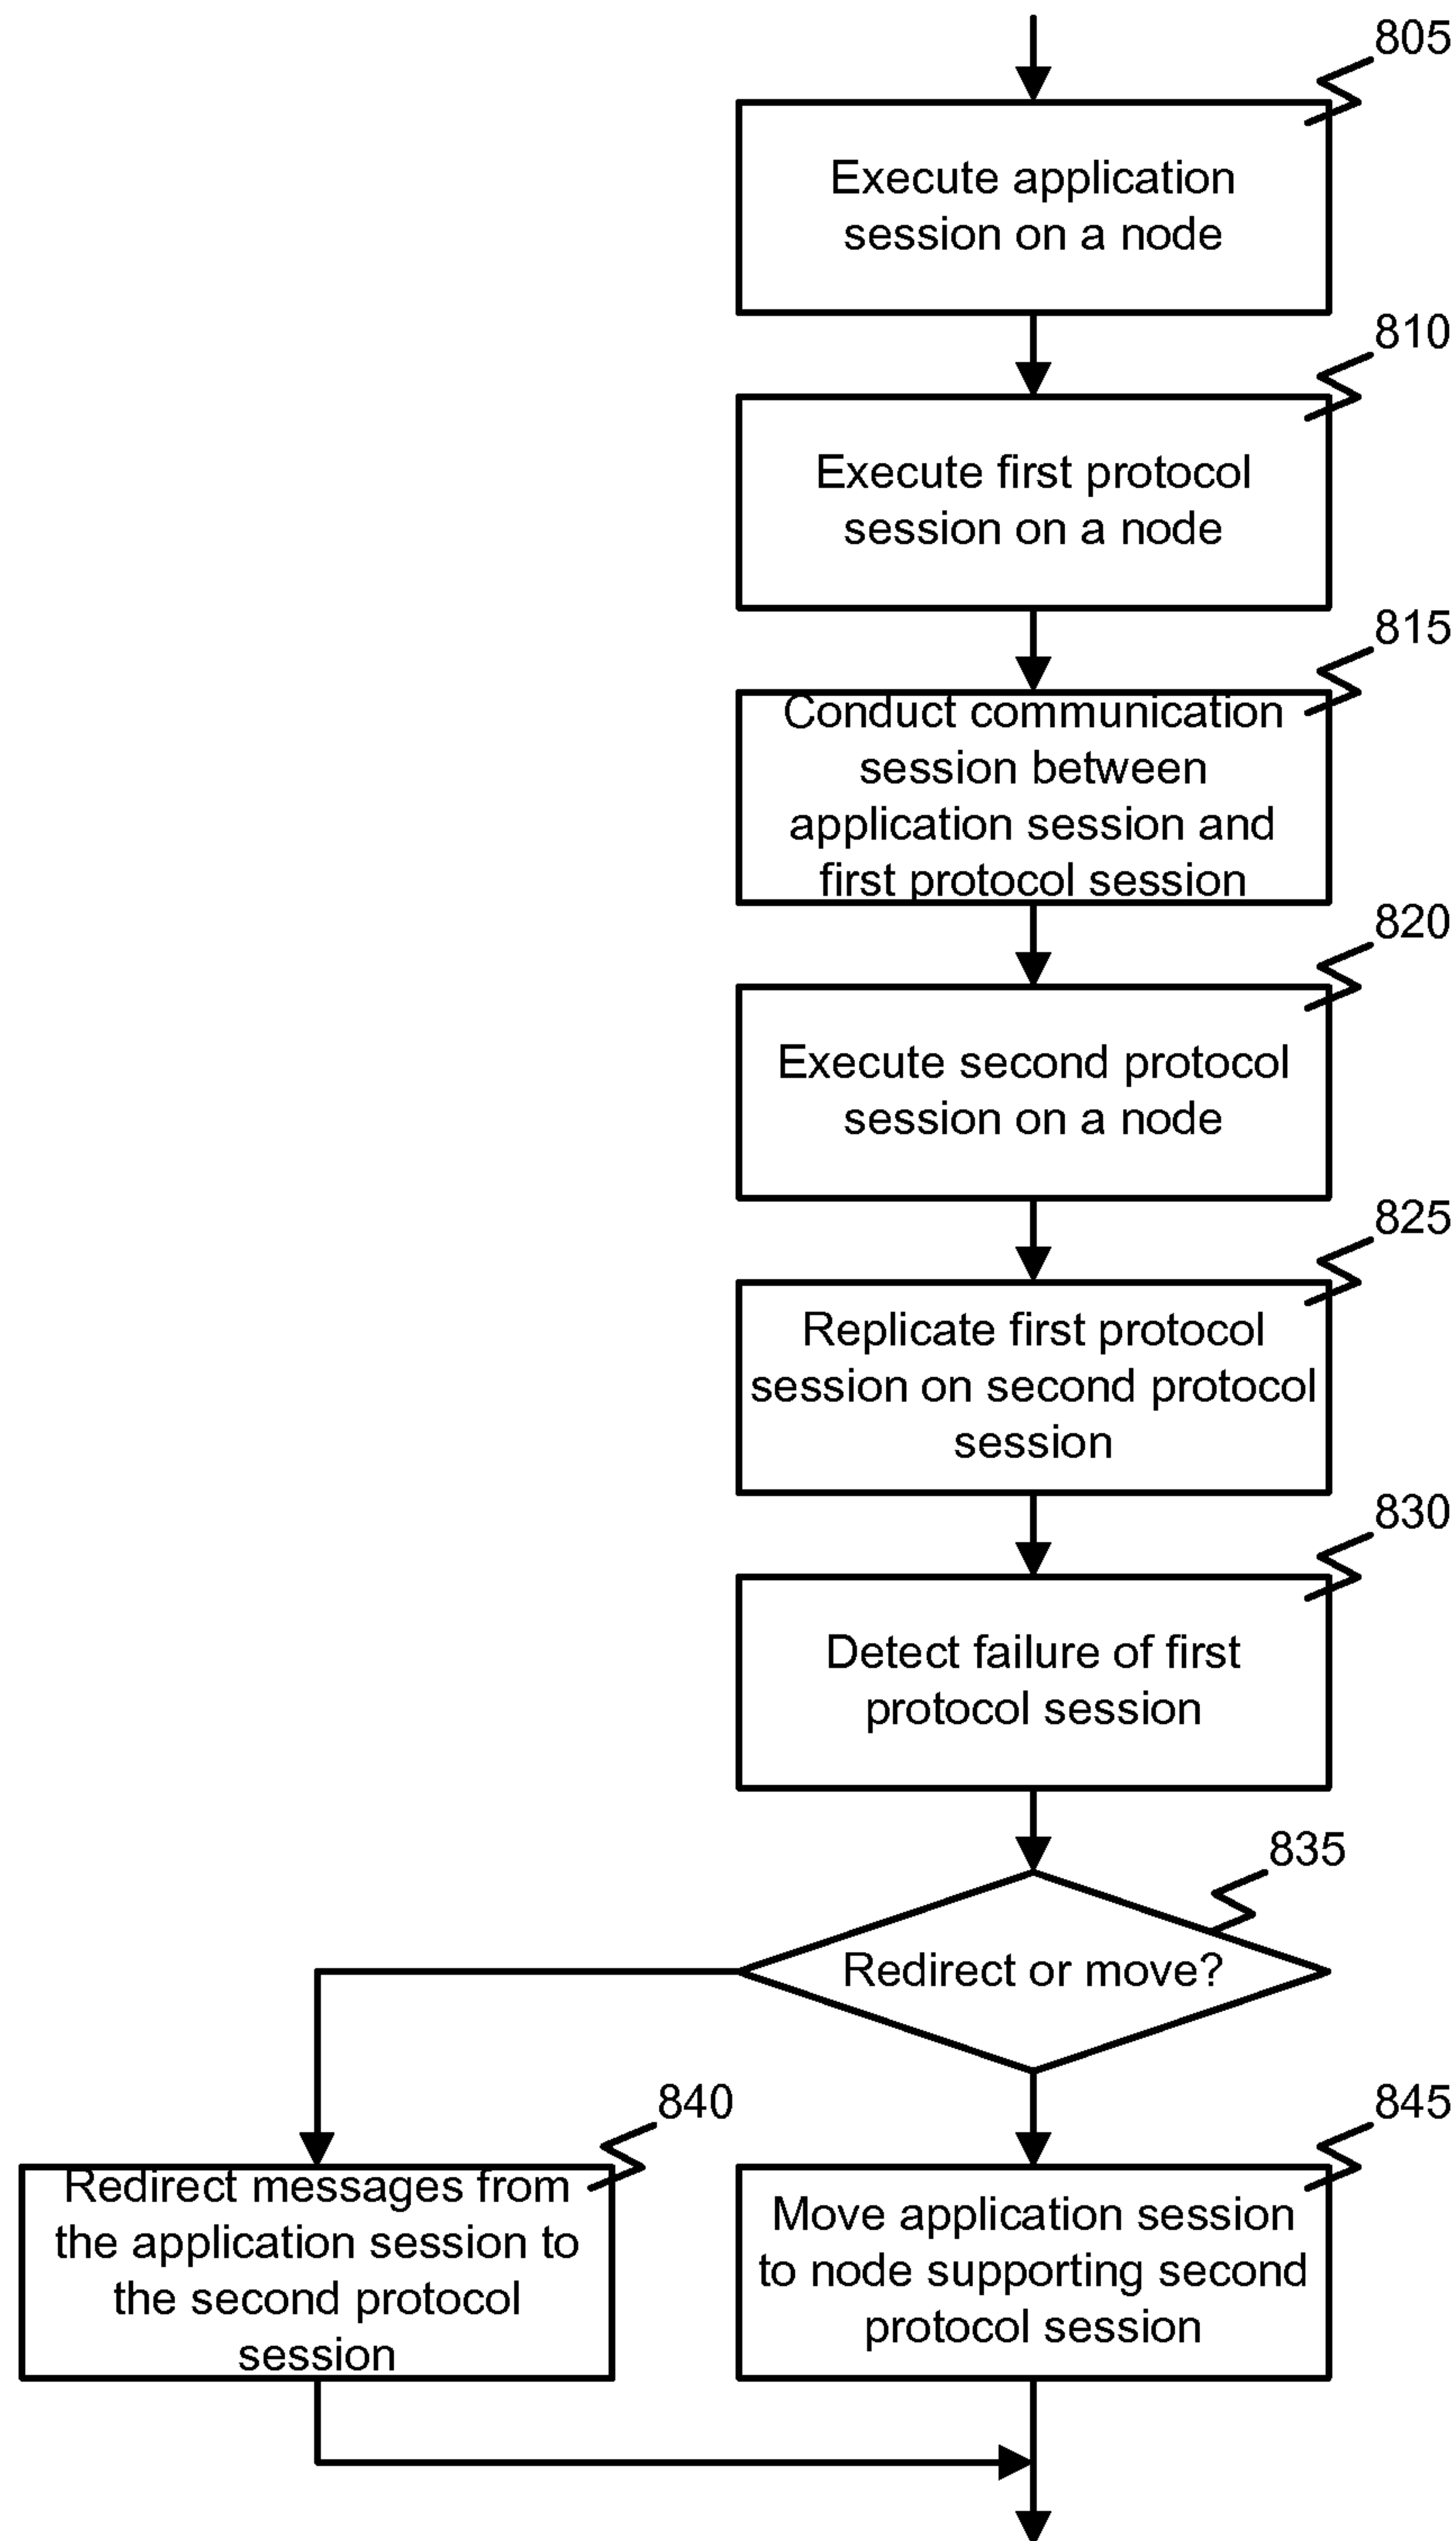 805
Execute application
session on a node
810
Execute first protocol
session on a node
815
Conduct communication
session between
application session and
first protocol session
820
Execute second protocol
session on a node
825
Replicate first protocol
session on second protocol
session
830
Detect failure of first
protocol session
835
Redirect or move?
840
Redirect messages from
the application session to
the second protocol
session
845
Move application session
to node supporting second
protocol session